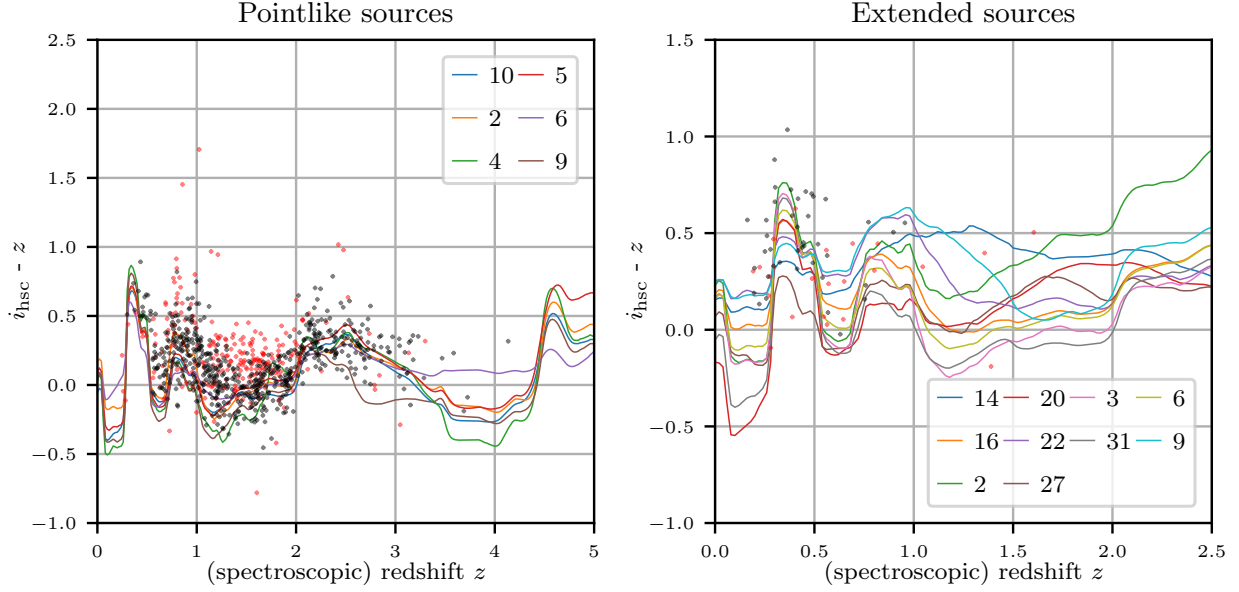 Pointlike sources
2.5
2.0
1.5
1.0
0.5
0.0
−0.5
−1.0
i_hsc - z
0 1 2 3 4 5
(spectroscopic) redshift z
10 5
2 6
4 9
Extended sources
1.5
1.0
0.5
0.0
−0.5
−1.0
i_hsc - z
0.0 0.5 1.0 1.5 2.0 2.5
(spectroscopic) redshift z
14 20 3 6
16 22 31 9
2 27